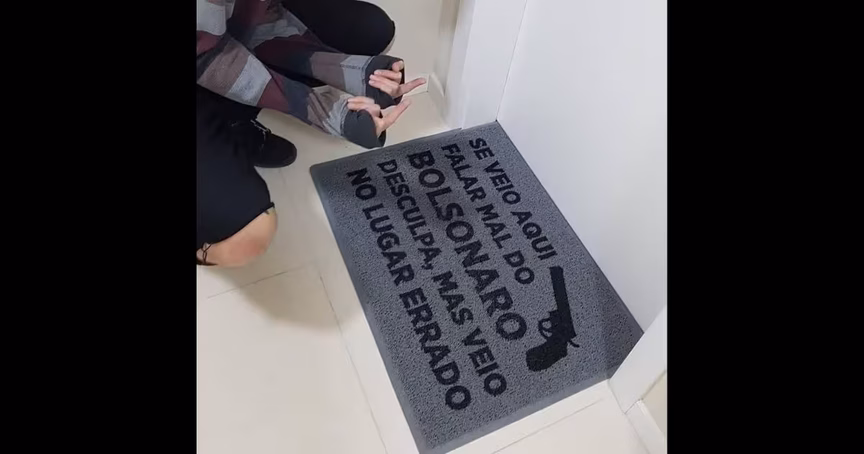 SE VEIO AQUI
FALAR MAL DO
BOLSONARO
DESCULPA, MAS VEIO
NO LUGAR ERRADO